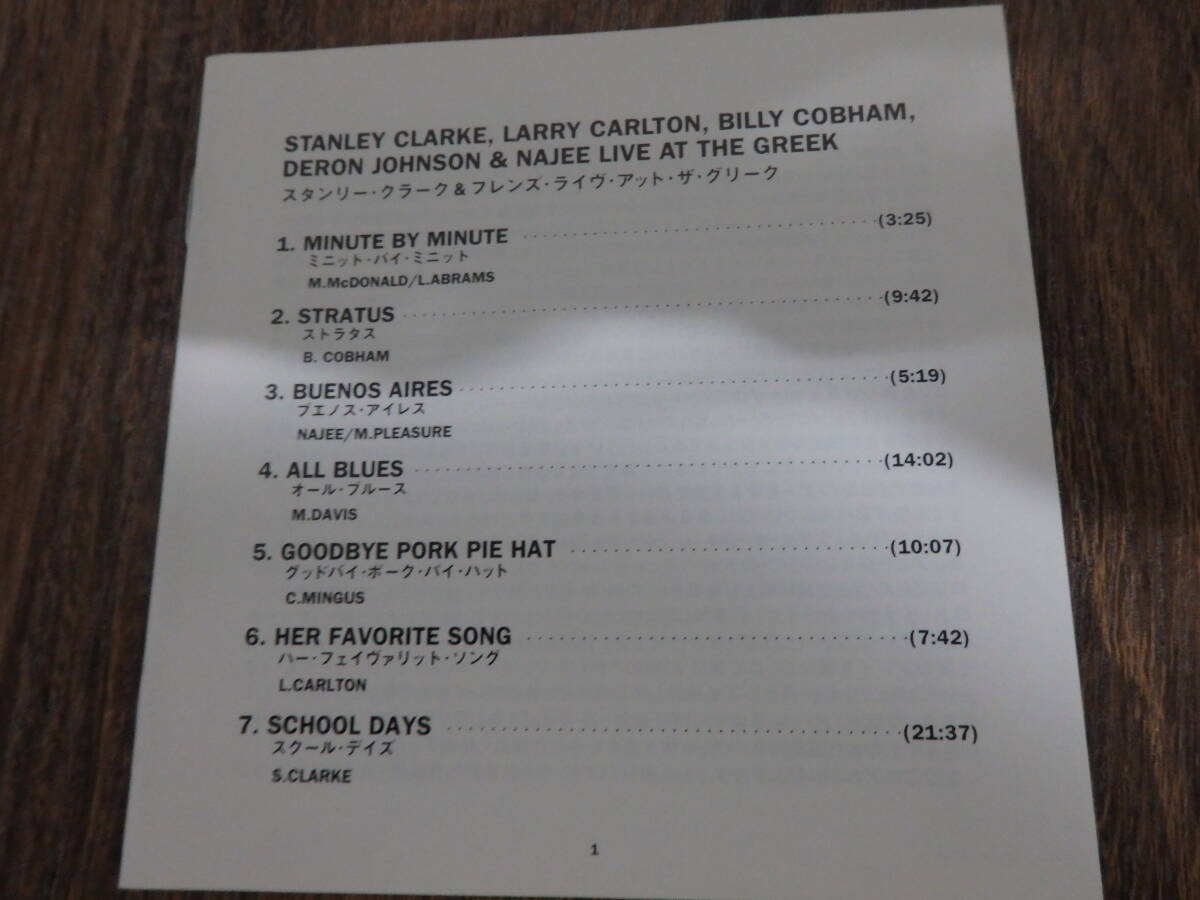 STANLEY CLARKE, LARRY CARLTON, BILLY COBHAM,
DERON JOHNSON & NAJEE LIVE AT THE GREEK
スタンリー・クラーク&フレンズ・ライヴ・アット・ザ・グリーク
1. MINUTE BY MINUTE ........................................ (3:25)
ミニット・バイ・ミニット
M.McDONALD/L.ABRAMS
2. STRATUS ........................................ (9:42)
ストラタス
B. COBHAM
3. BUENOS AIRES ........................................ (5:19)
ブエノス・アイレス
NAJEE/M.PLEASURE
4. ALL BLUES ........................................ (14:02)
オール・ブルース
M.DAVIS
5. GOODBYE PORK PIE HAT ........................................ (10:07)
グッドバイ・ポーク・パイ・ハット
C.MINGUS
6. HER FAVORITE SONG ........................................ (7:42)
ハー・フェイヴァリット・ソング
L.CARLTON
7. SCHOOL DAYS ........................................ (21:37)
スクール・デイズ
S.CLARKE
1